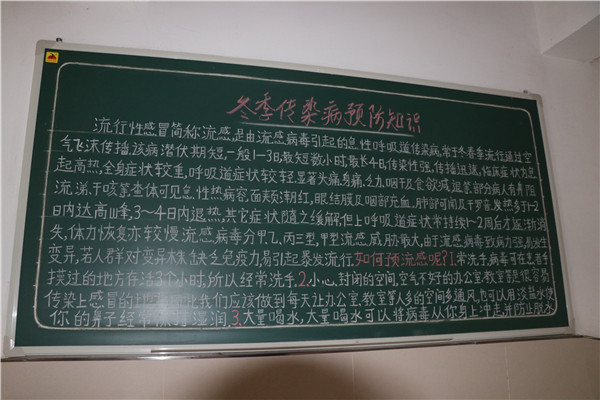 冬季传染病预防知识
流行性感冒简称流感是由流感病毒引起的急性呼吸道传染病,常于冬春季流行通过空
气飞沫传播该病潜伏期短,一般1-3日,最短数小时,最长4日,传染性强,传播迅速,临床症状为急
起高热,全身症状较重,呼吸道症状较轻显著头痛,身痛,乏力,咽干及食欲减退等部分病人有鼻阻
流涕,干咳等,查体可见急性热病容,面颊潮红,眼结膜及咽部充血,肺部可闻及干罗音,发热多于1-2
日内达高峰,3~4日内退热,其它症状随之缓解,但上呼吸道症状常持续1-2周后才逐渐消
失,体力恢复亦较慢,流感病毒分甲,乙,丙三型,甲型流感威胁最大,由于流感病毒致病力强,易发生
变异,若人群对变异株缺乏免疫力,易引起暴发流行,如何预流感呢?1.常洗手,病毒可在患者手
摸过的地方存活3个小时,所以经常洗手,2.小心,封闭的空间,空气不好的办公室,教室等是很容易
传染上感冒的地 我们应该做到每天让办公室,教室等人多的空间多通风,也可以用淡盐水使
你的鼻子经常保持湿润,3.大量喝水,大量喝水可以将病毒从你身上冲走并防止脱水